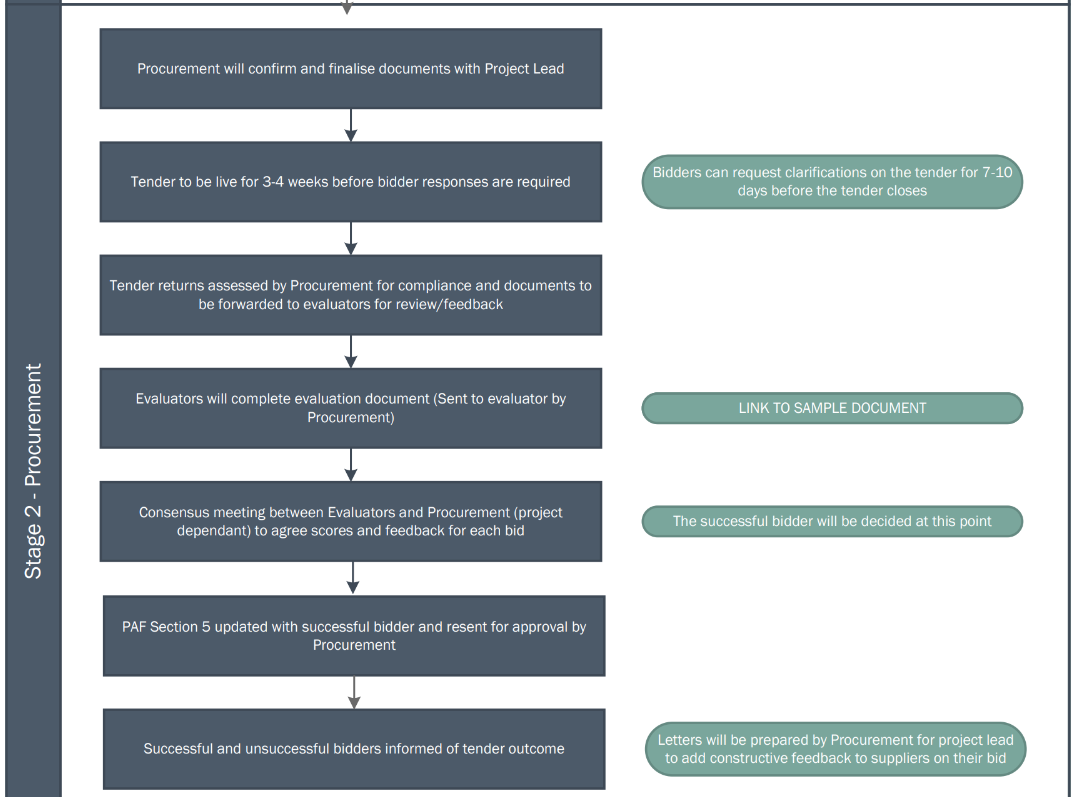 Stage 2 - Procurement
Procurement will confirm and finalise documents with Project Lead
Tender to be live for 3-4 weeks before bidder responses are required
Bidders can request clarifications on the tender for 7-10
days before the tender closes
Tender returns assessed by Procurement for compliance and documents to
be forwarded to evaluators for review/feedback
Evaluators will complete evaluation document (Sent to evaluator by
Procurement)
LINK TO SAMPLE DOCUMENT
Consensus meeting between Evaluators and Procurement (project
dependant) to agree scores and feedback for each bid
The successful bidder will be decided at this point
PAF Section 5 updated with successful bidder and resent for approval by
Procurement
Successful and unsuccessful bidders informed of tender outcome
Letters will be prepared by Procurement for project lead
to add constructive feedback to suppliers on their bid